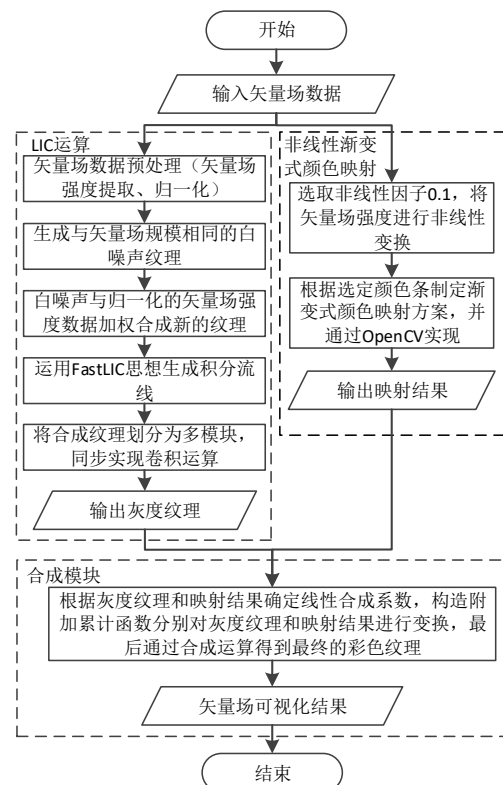 开始
输入矢量场数据
LIC运算
矢量场数据预处理（矢量场
强度提取、归一化）
生成与矢量场规模相同的白
噪声纹理
白噪声与归一化的矢量场强
度数据加权合成新的纹理
运用FastLIC思想生成积分流
线
将合成纹理划分为多模块，
同步实现卷积运算
输出灰度纹理
非线性渐变
式颜色映射
选取非线性因子0.1，将
矢量场强度进行非线性
变换
根据选定颜色条制定渐
变式颜色映射方案，并
通过OpenCV实现
输出映射结果
合成模块
根据灰度纹理和映射结果确定线性合成系数，构造附
加累计函数分别对灰度纹理和映射结果进行变换，最
后通过合成运算得到最终的彩色纹理
矢量场可视化结果
结束